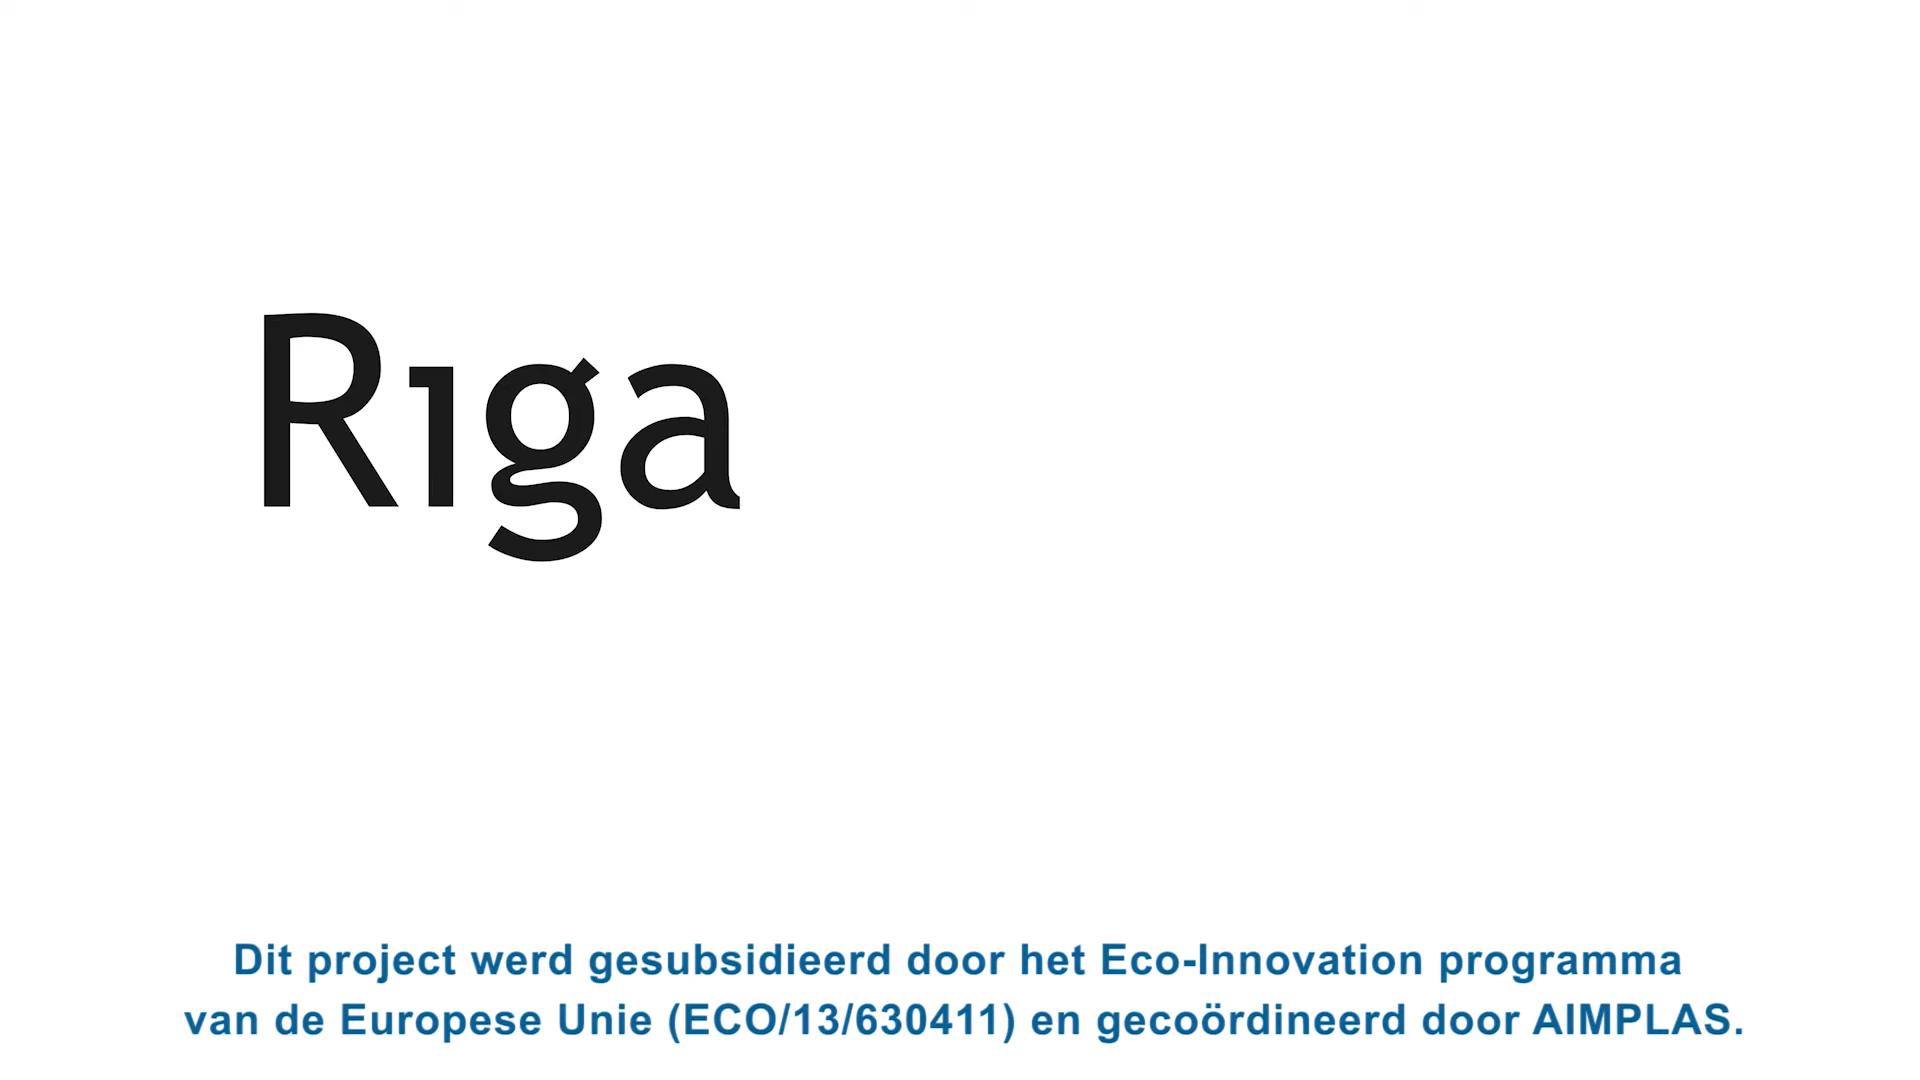 Riga
Dit project werd gesubsidieerd door het Eco-Innovation programma
van de Europese Unie (ECO/13/630411) en gecoördineerd door AIMPLAS.